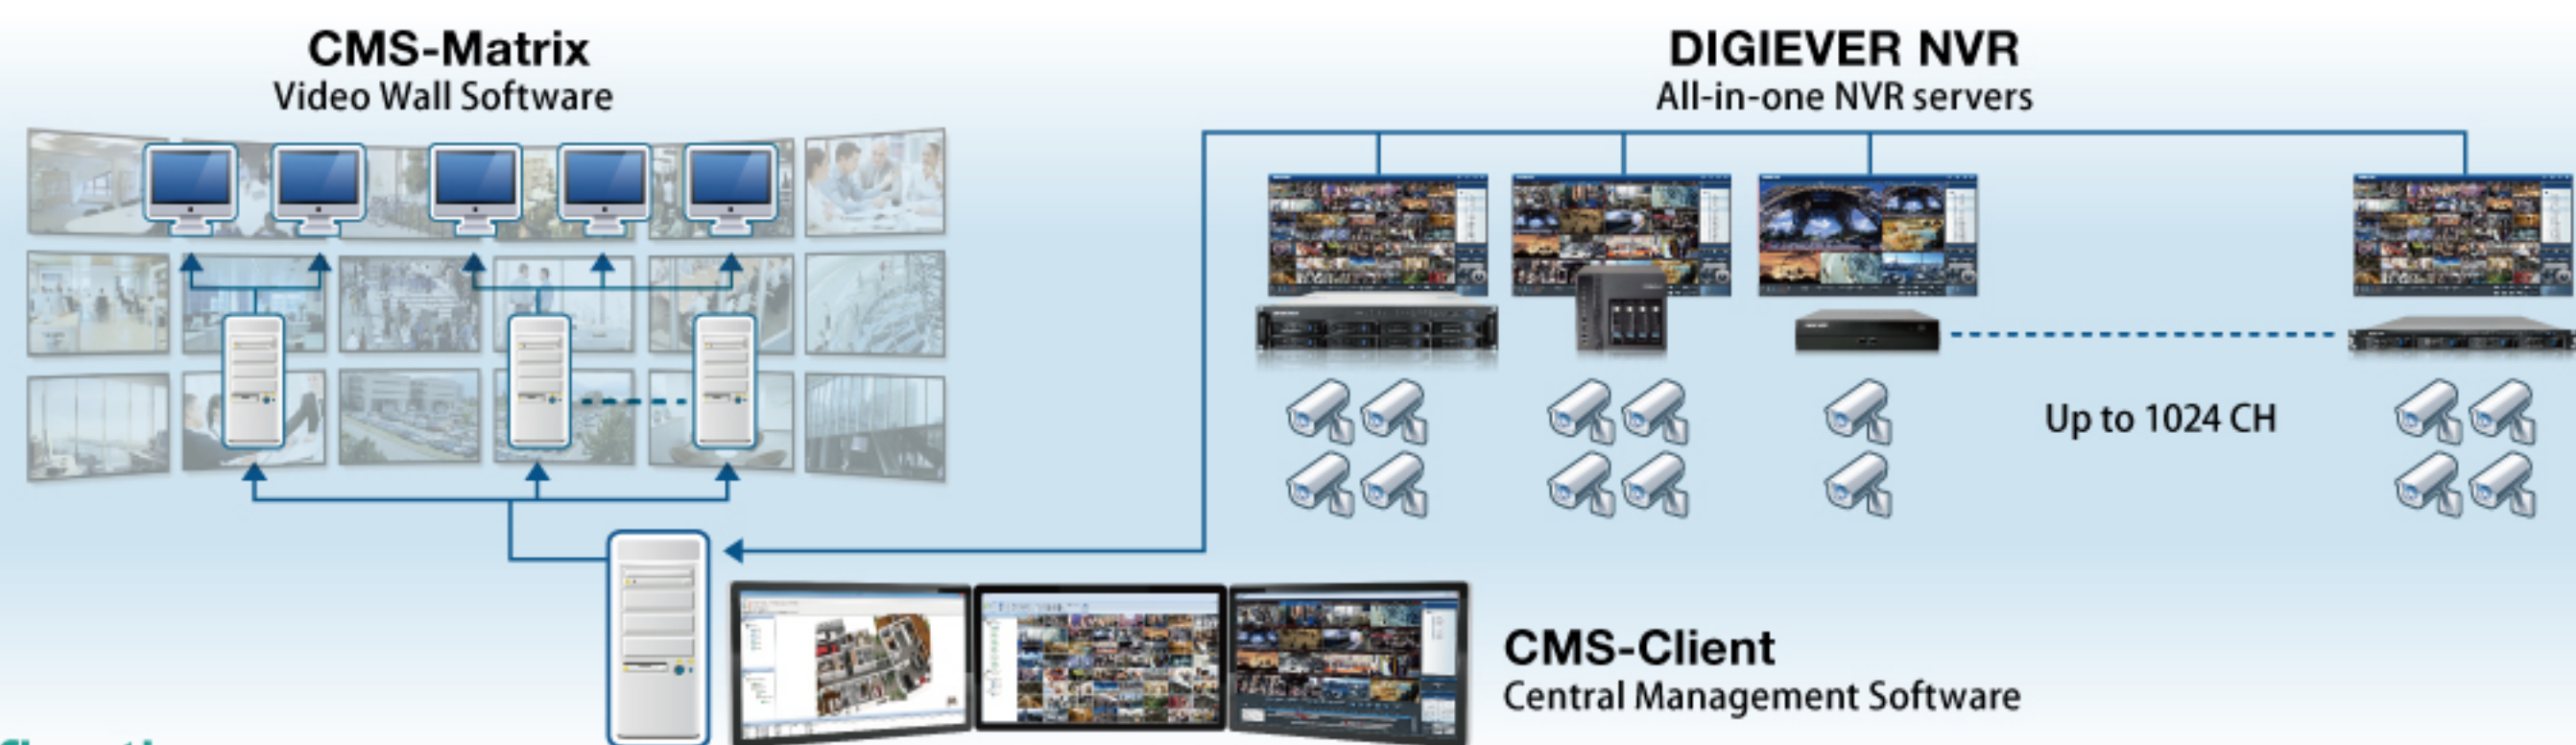 CMS-Matrix
Video Wall Software
DIGIEVER NVR
All-in-one NVR servers
Up to 1024 CH
CMS-Client
Central Management Software